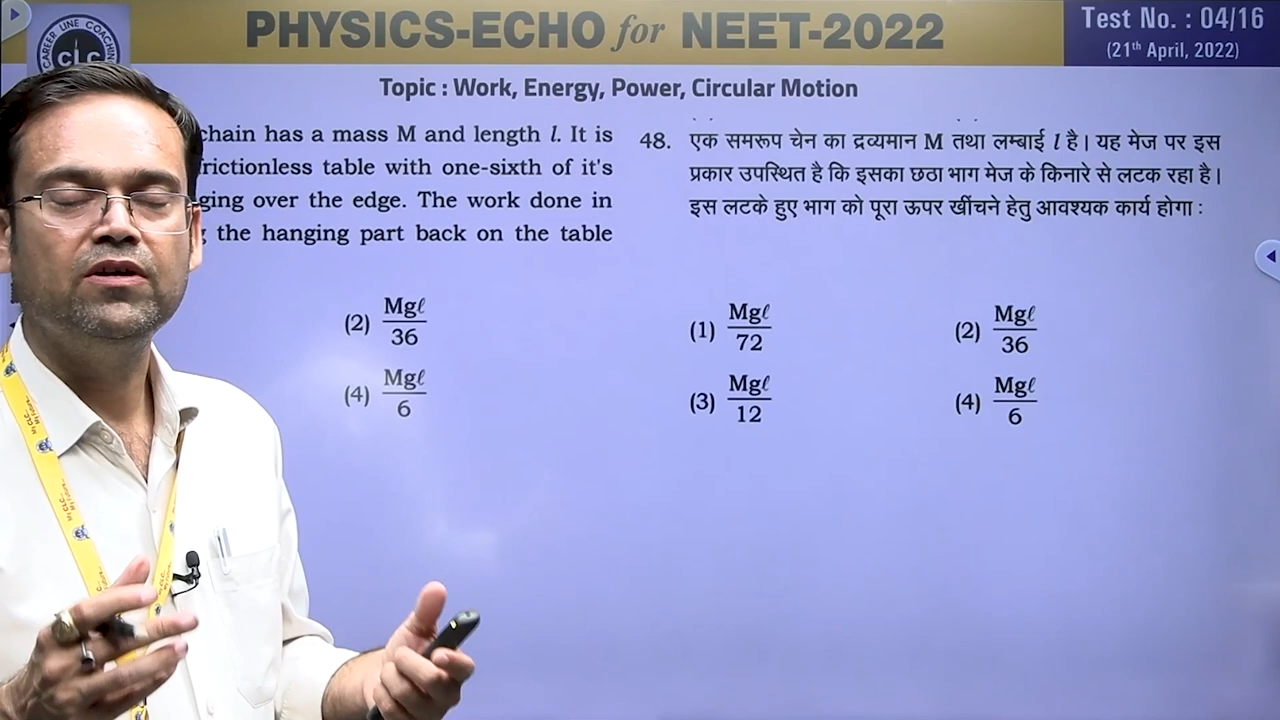 PHYSICS-ECHO for NEET-2022
Test No. : 04/16
(21th April, 2022)
CAREER LINE COACHIN
CLC
Topic : Work, Energy, Power, Circular Motion
chain has a mass M and length l. It is
frictionless table with one-sixth of it's
ging over the edge. The work done in
the hanging part back on the table
(2) Mgℓ/36
(4) Mgℓ/6
48. एक समरूप चेन का द्रव्यमान M तथा लम्बाई l है। यह मेज पर इस
प्रकार उपस्थित है कि इसका छठा भाग मेज के किनारे से लटक रहा है।
इस लटके हुए भाग को पूरा ऊपर खींचने हेतु आवश्यक कार्य होगा :
(1) Mgℓ/72
(2) Mgℓ/36
(3) Mgℓ/12
(4) Mgℓ/6